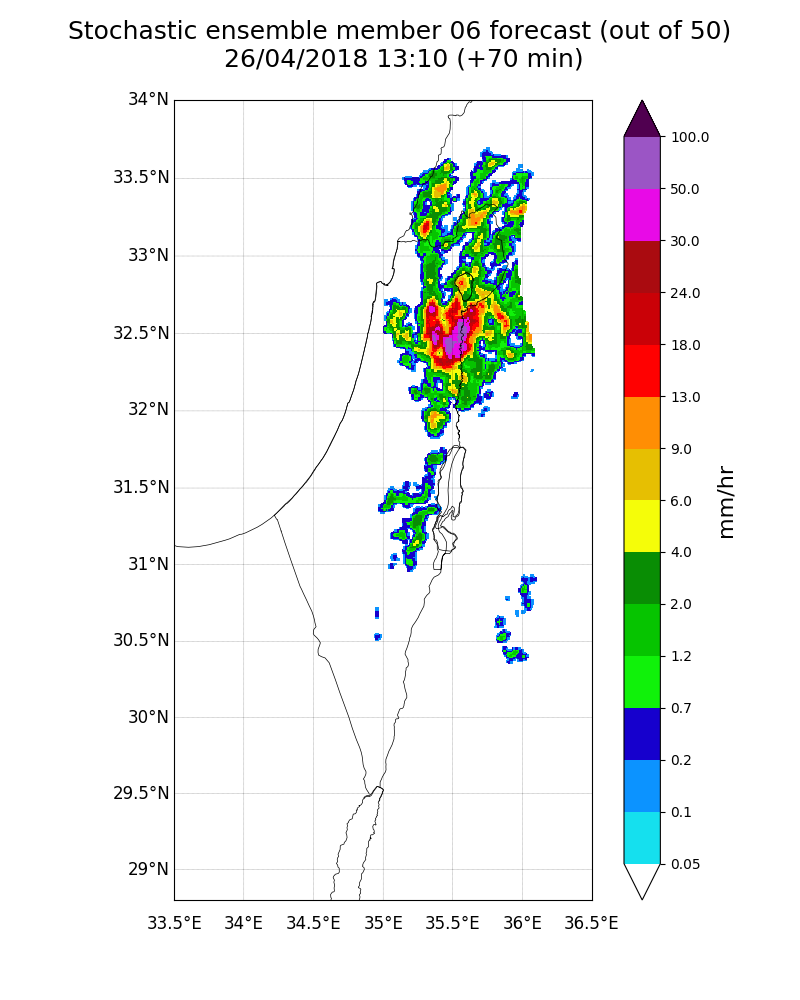 Stochastic ensemble member 06 forecast (out of 50)
26/04/2018 13:10 (+70 min)
34°N
33.5°N
33°N
32.5°N
32°N
31.5°N
31°N
30.5°N
30°N
29.5°N
29°N
33.5°E 34°E 34.5°E 35°E 35.5°E 36°E 36.5°E
100.0
50.0
30.0
24.0
18.0
13.0
9.0
6.0
4.0
2.0
1.2
0.7
0.2
0.1
0.05
mm/hr